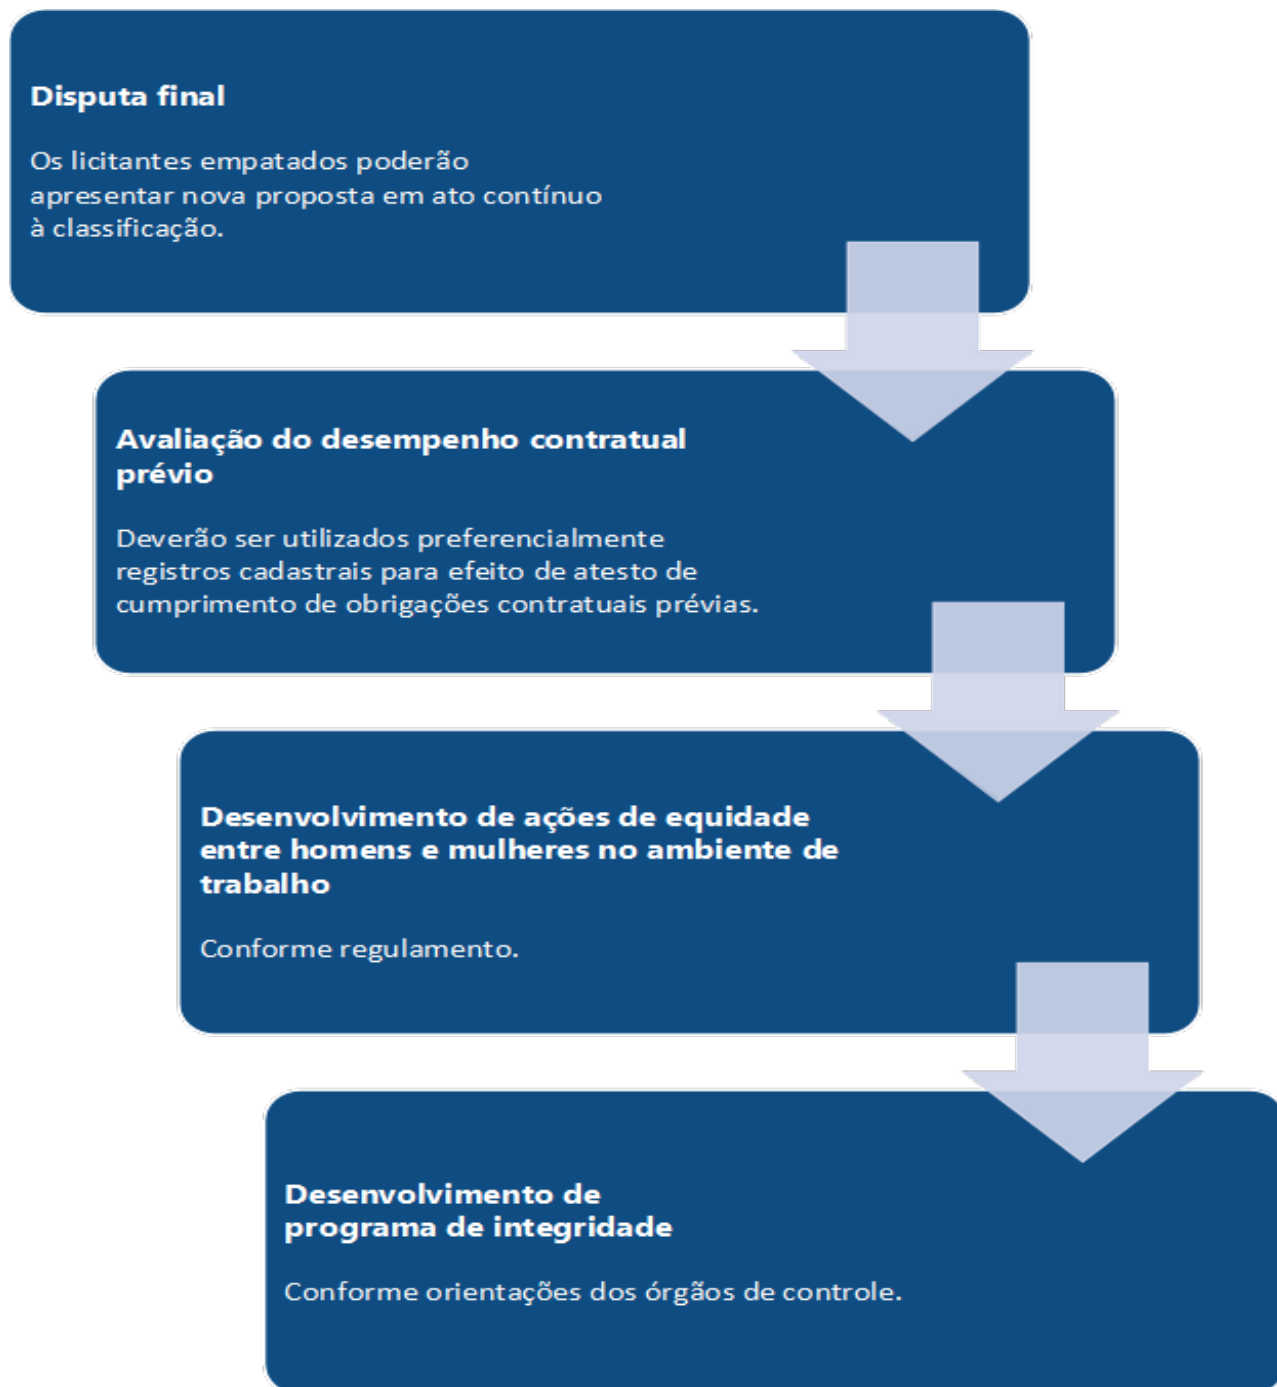 Disputa final
Os licitantes empatados poderão
apresentar nova proposta em ato contínuo
à classificação.
Avaliação do desempenho contratual
prévio
Deverão ser utilizados preferencialmente
registros cadastrais para efeito de atesto de
cumprimento de obrigações contratuais prévias.
Desenvolvimento de ações de equidade
entre homens e mulheres no ambiente de
trabalho
Conforme regulamento.
Desenvolvimento de
programa de integridade
Conforme orientações dos órgãos de controle.